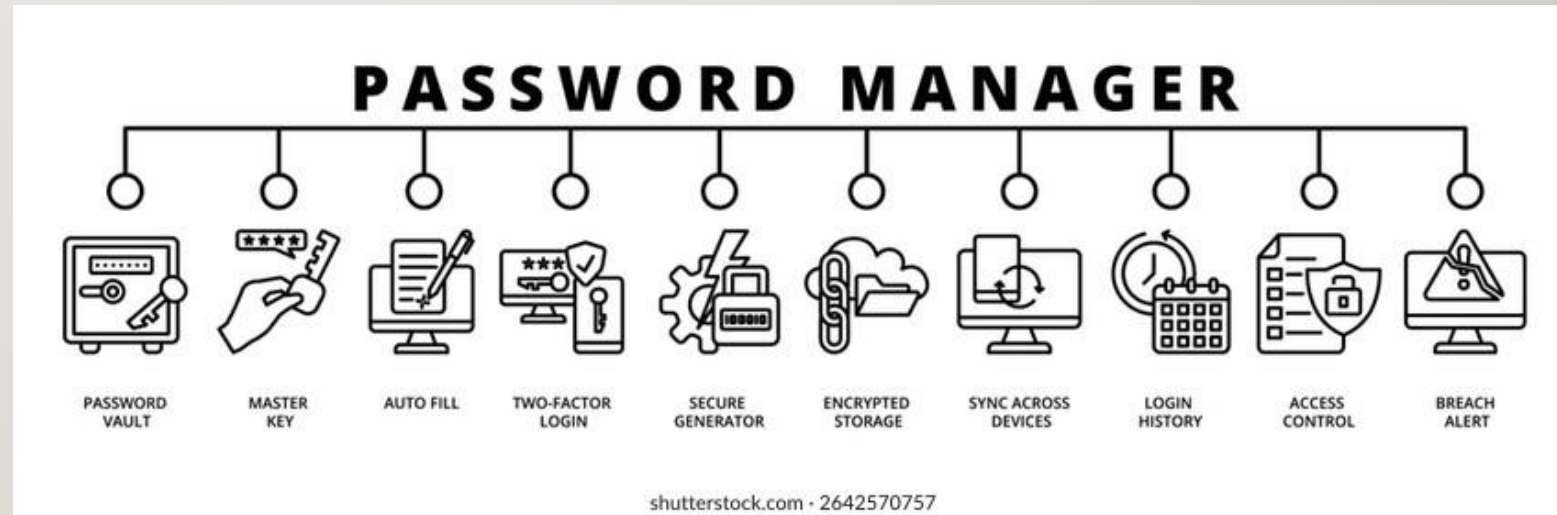 PASSWORD MANAGER
PASSWORD
VAULT
MASTER
KEY
AUTO FILL
TWO-FACTOR
LOGIN
SECURE
GENERATOR
ENCRYPTED
STORAGE
SYNC ACROSS
DEVICES
LOGIN
HISTORY
ACCESS
CONTROL
BREACH
ALERT
shutterstock.com · 2642570757